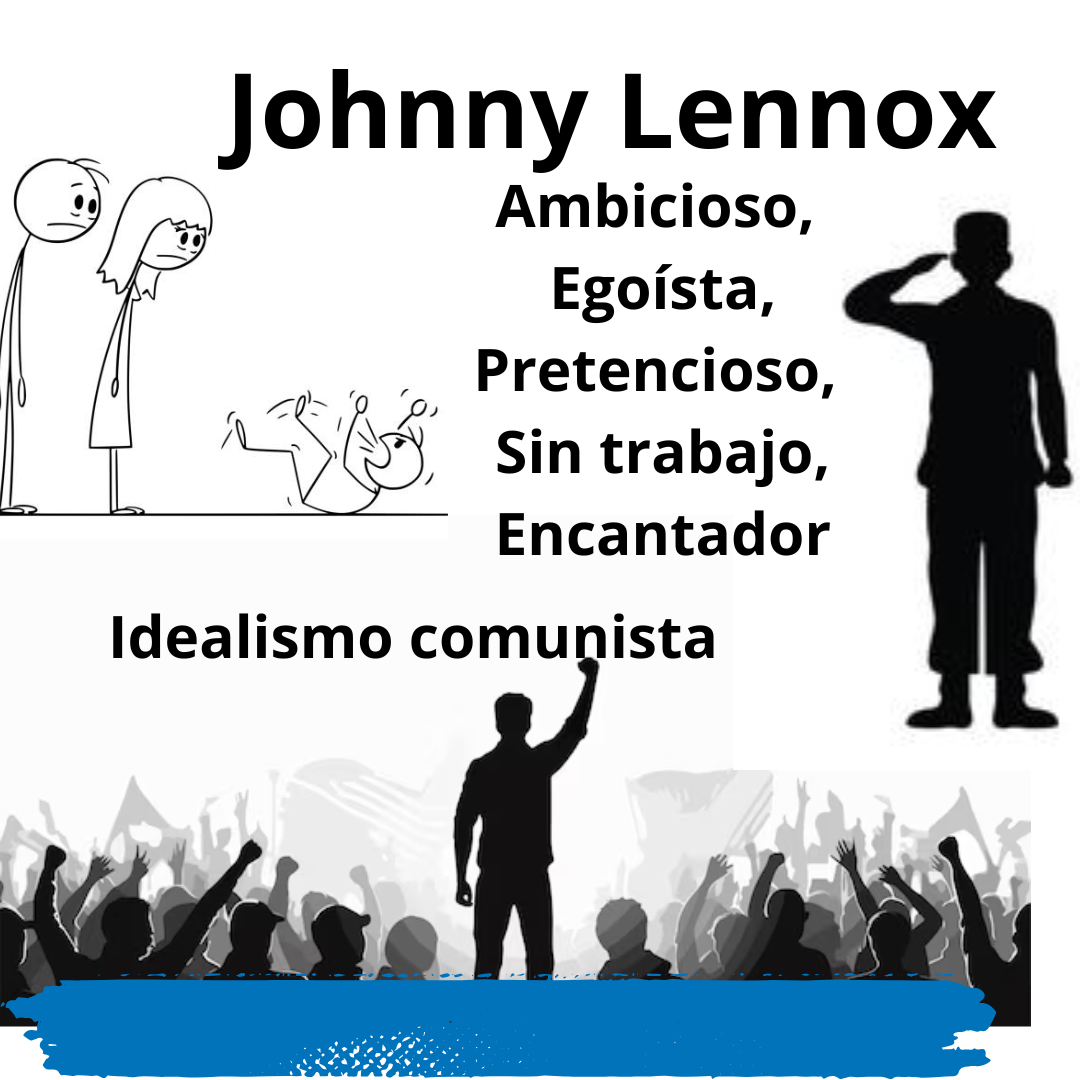 Johnny Lennox
Ambicioso,
Egoísta,
Pretencioso,
Sin trabajo,
Encantador
Idealismo comunista